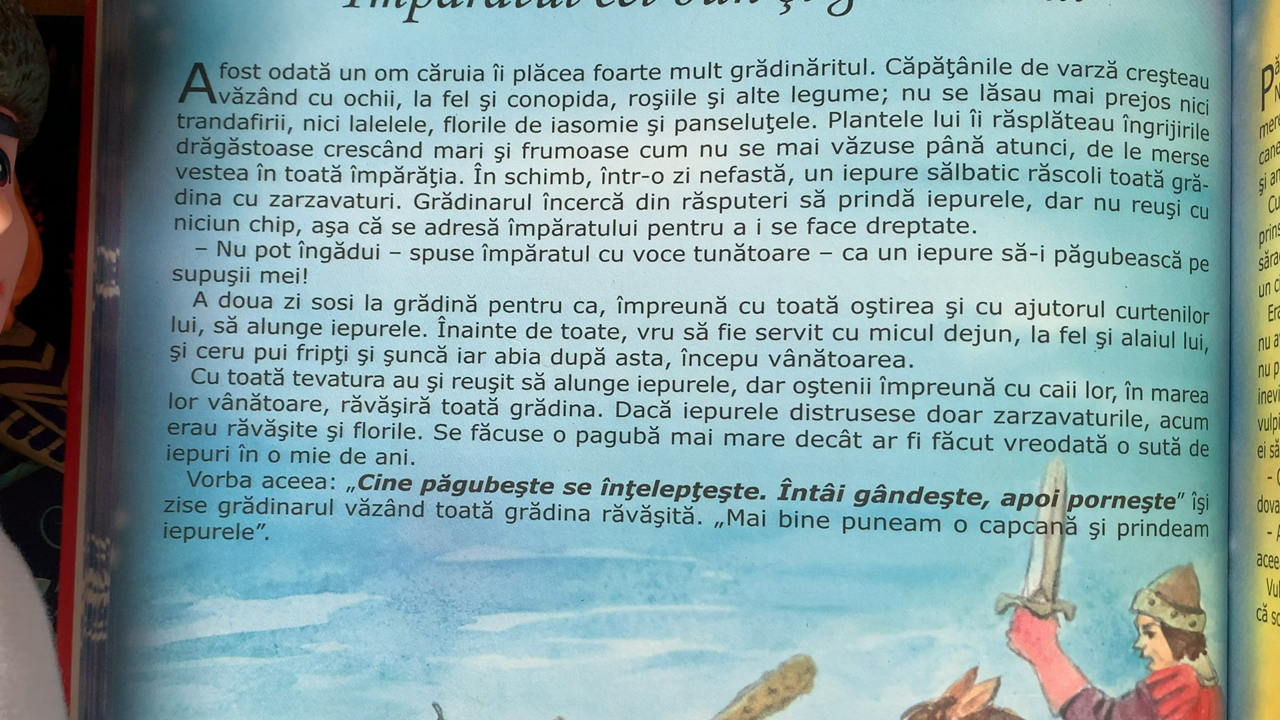 Împăratul cel bun şi
A fost odată un om căruia îi plăcea foarte mult grădinăritul. Căpăţânile de varză creşteau
văzând cu ochii, la fel şi conopida, roşiile şi alte legume; nu se lăsau mai prejos nici
trandafirii, nici lalelele, florile de iasomie şi panseluţele. Plantele lui îi răsplăteau îngrijirile
drăgăstoase crescând mari şi frumoase cum nu se mai văzuse până atunci, de le merse
vestea în toată împărăţia. În schimb, într-o zi nefastă, un iepure sălbatic răscoli toată gră-
dina cu zarzavaturi. Grădinarul încercă din răsputeri să prindă iepurele, dar nu reuşi cu
niciun chip, aşa că se adresă împăratului pentru a i se face dreptate.
– Nu pot îngădui – spuse împăratul cu voce tunătoare – ca un iepure să-i păgubească pe
supuşii mei!
A doua zi sosi la grădină pentru ca, împreună cu toată oştirea şi cu ajutorul curtenilor
lui, să alunge iepurele. Înainte de toate, vru să fie servit cu micul dejun, la fel şi alaiul lui,
şi ceru pui fripţi şi şuncă iar abia după asta, începu vânătoarea.
Cu toată tevatura au şi reuşit să alunge iepurele, dar oştenii împreună cu caii lor, în marea
lor vânătoare, răvăşiră toată grădina. Dacă iepurele distrusese doar zarzavaturile, acum
erau răvăşite şi florile. Se făcuse o pagubă mai mare decât ar fi făcut vreodată o sută de
iepuri în o mie de ani.
Vorba aceea: „Cine păgubeşte se înţelepţeşte. Întâi gândeşte, apoi porneşte” îşi
zise grădinarul văzând toată grădina răvăşită. „Mai bine puneam o capcană şi prindeam
iepurele”.